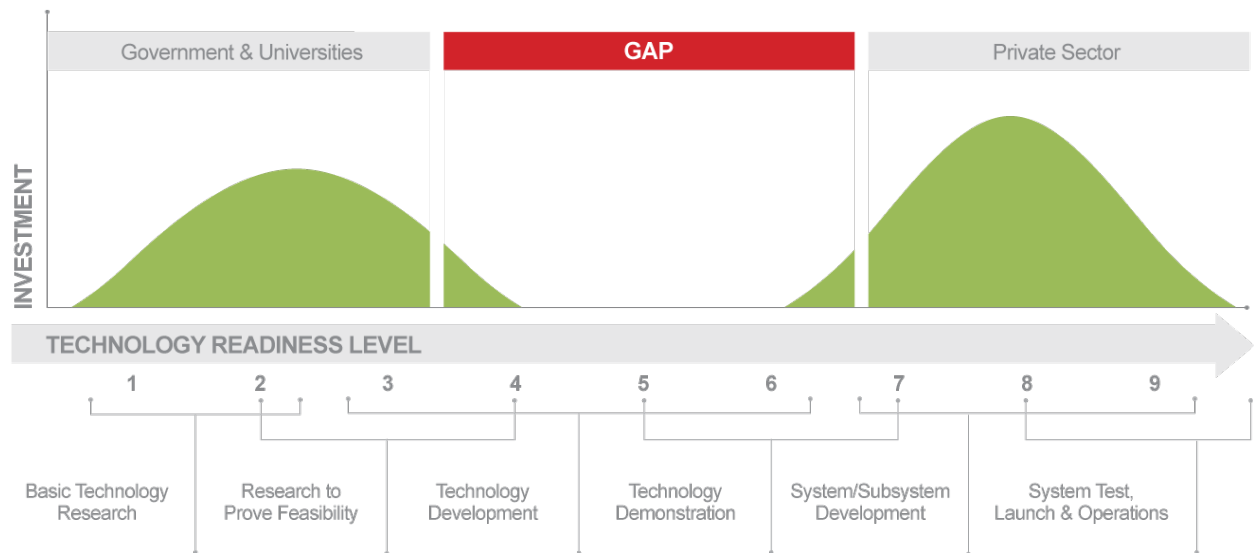 Government & Universities
GAP
Private Sector
INVESTMENT
TECHNOLOGY READINESS LEVEL
1 2 3 4 5 6 7 8 9
Basic Technology
Research
Research to
Prove Feasibility
Technology
Development
Technology
Demonstration
System/Subsystem
Development
System Test,
Launch & Operations